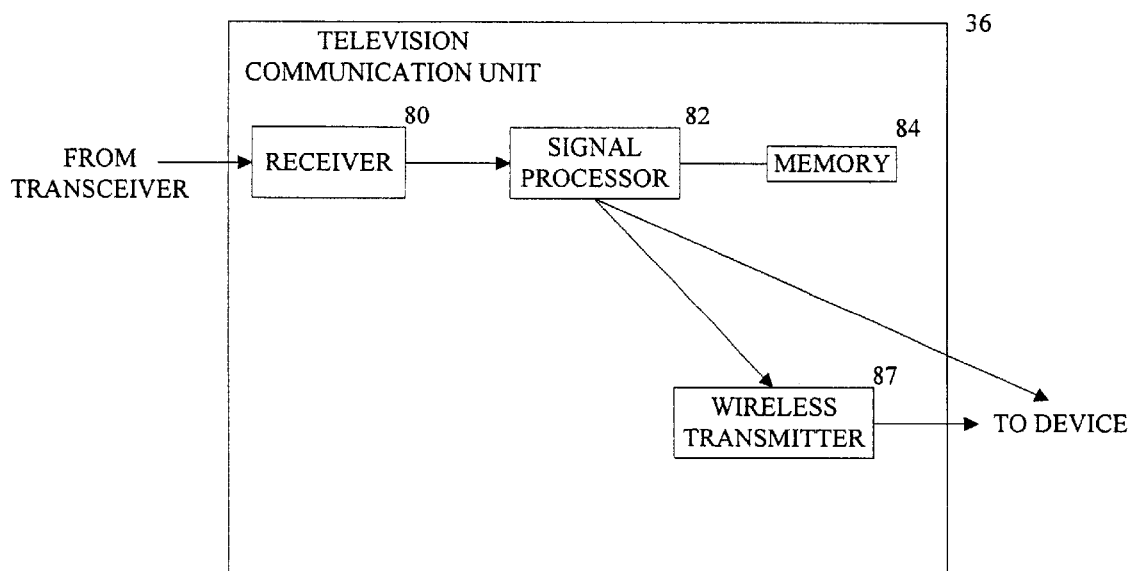 36
TELEVISION
COMMUNICATION UNIT
80
82
84
FROM
TRANSCEIVER
RECEIVER
SIGNAL
PROCESSOR
MEMORY
87
WIRELESS
TRANSMITTER
TO DEVICE